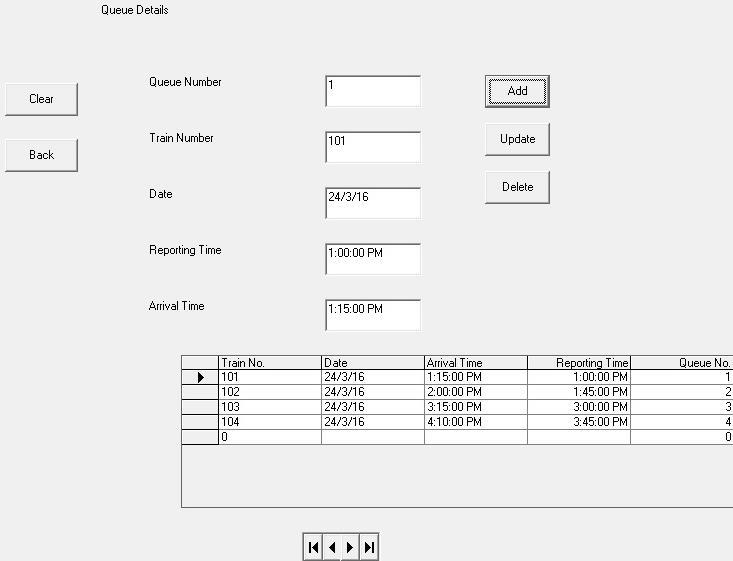 Queue Details
Queue Number 1 Add
Clear
Train Number 101 Update
Back
Delete
Date 24/3/16
Reporting Time 1:00:00 PM
Arrival Time 1:15:00 PM
Train No. Date Arrival Time Reporting Time Queue No.
101 24/3/16 1:15:00 PM 1:00:00 PM 1
102 24/3/16 2:00:00 PM 1:45:00 PM 2
103 24/3/16 3:15:00 PM 3:00:00 PM 3
104 24/3/16 4:10:00 PM 3:45:00 PM 4
0 0